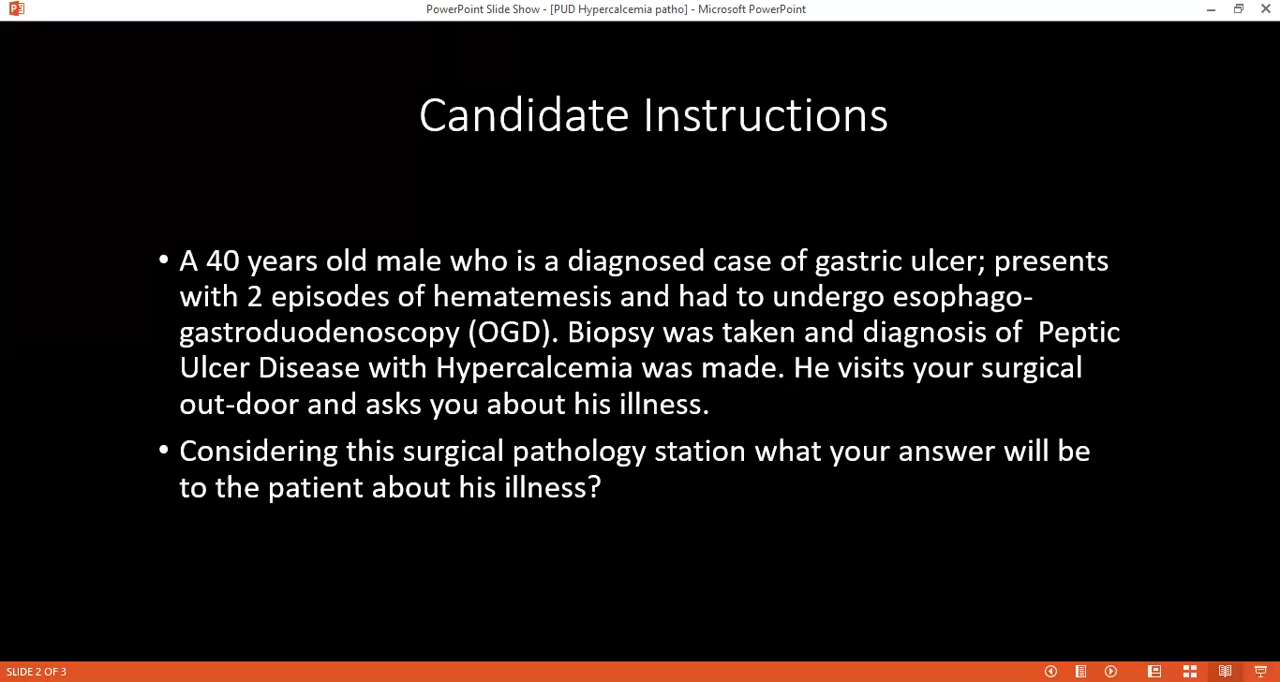 PowerPoint Slide Show - [PUD Hypercalcemia patho] - Microsoft PowerPoint
Candidate Instructions
• A 40 years old male who is a diagnosed case of gastric ulcer; presents
with 2 episodes of hematemesis and had to undergo esophago-
gastroduodenoscopy (OGD). Biopsy was taken and diagnosis of  Peptic
Ulcer Disease with Hypercalcemia was made. He visits your surgical
out-door and asks you about his illness.
• Considering this surgical pathology station what your answer will be
to the patient about his illness?
SLIDE 2 OF 3